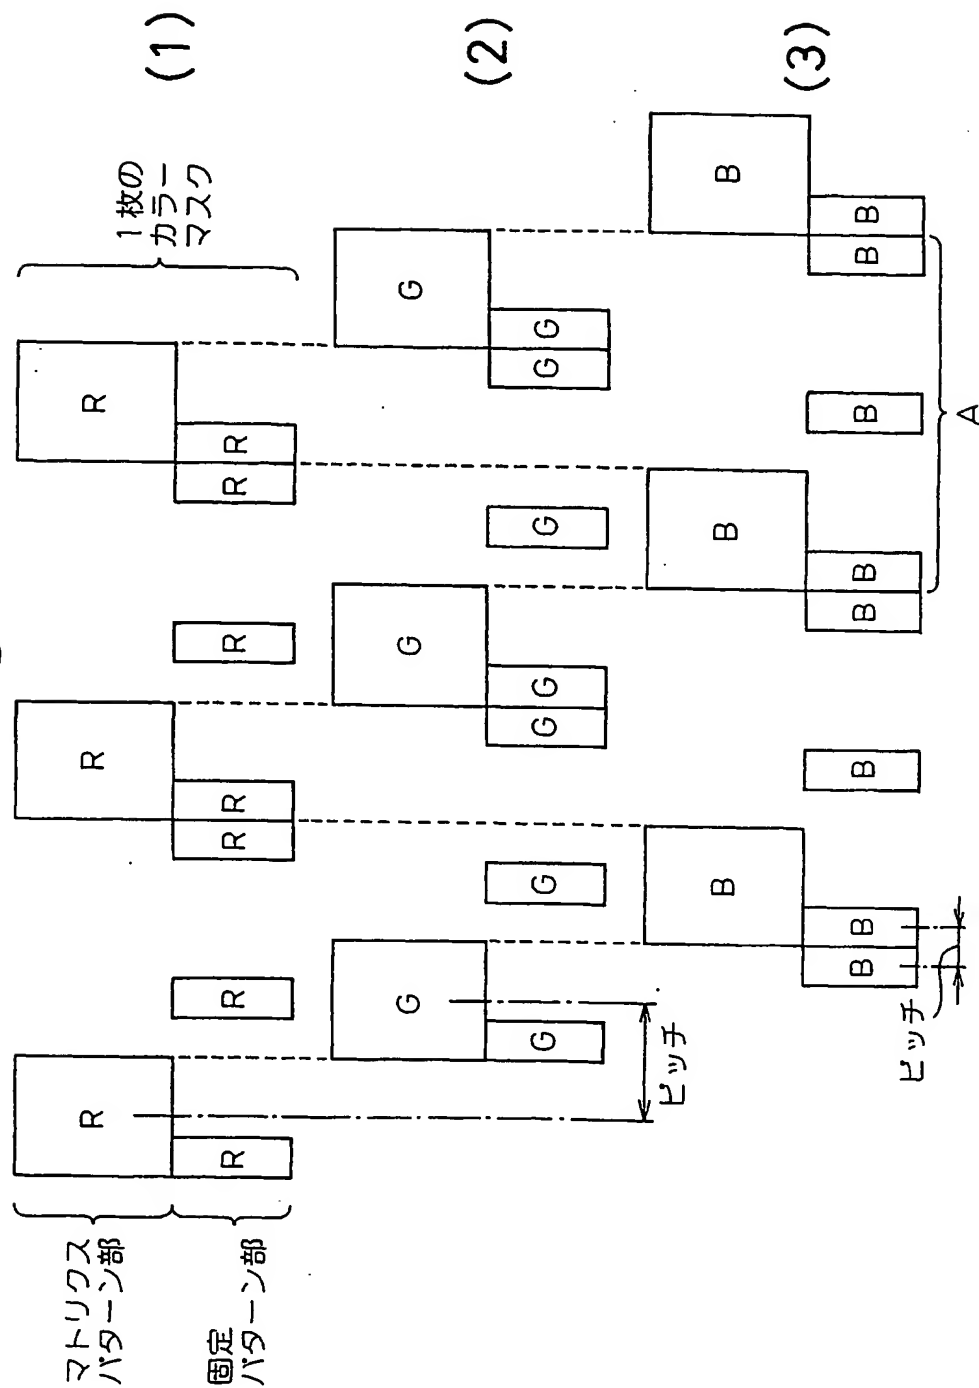 マトリクス
パターン部
R R R
1枚の
カラー
マスク
(1)
固定
パターン部
R R R R R R R
G G G
(2)
G G G G G G G
ピッチ
B B B
(3)
B B B B B B B B
ピッチ
A